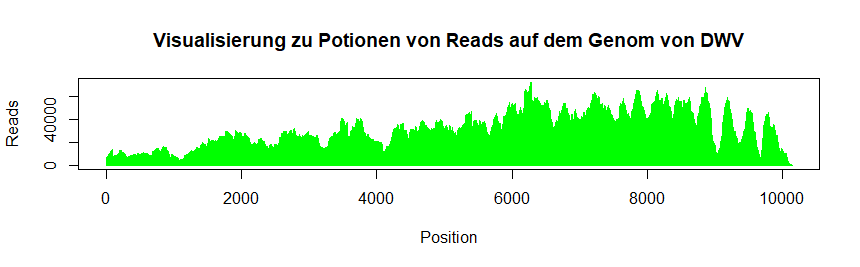 Visualisierung zu Potionen von Reads auf dem Genom von DWV
Reads
40000
0
0 2000 4000 6000 8000 10000
Position